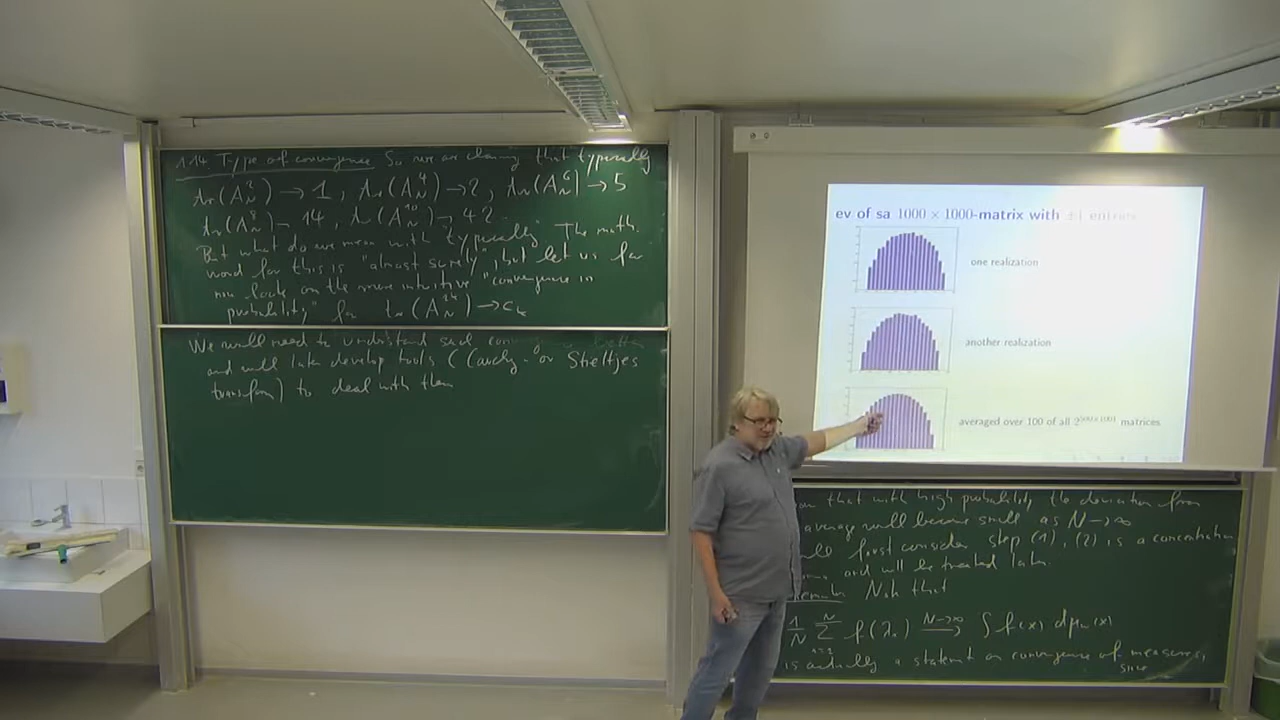 1.14 Type of convergence So we are claiming that typically
tr(A_N^2) → 1, tr(A_N^4) → 2, tr(A_N^6) → 5
tr(A_N^8) → 14, tr(A_N^10) → 42.
But what do we mean with "typically". The math.
word for this is "almost surely", but let us for
now look on the more intuitive "convergence in
probability" for tr(A_N^2k) → c_k
We will need to understand such better
and will later develop tools (Cauchy- or Stieltjes
transform) to deal with them
ev of sa 1000 × 1000-matrix with ±1 entries
one realization
another realization
averaged over 100 of all 2^500×1001 matrices
that with high probability the deviation from
average will become small as N → ∞
first consider step (1), (2) is a concentration
and will be treated later.
Remark Note that
1/N Σ f(λ_i) → N→∞ ∫ f(x) dμ_W(x)
is actually a statement on convergence of measures,
since